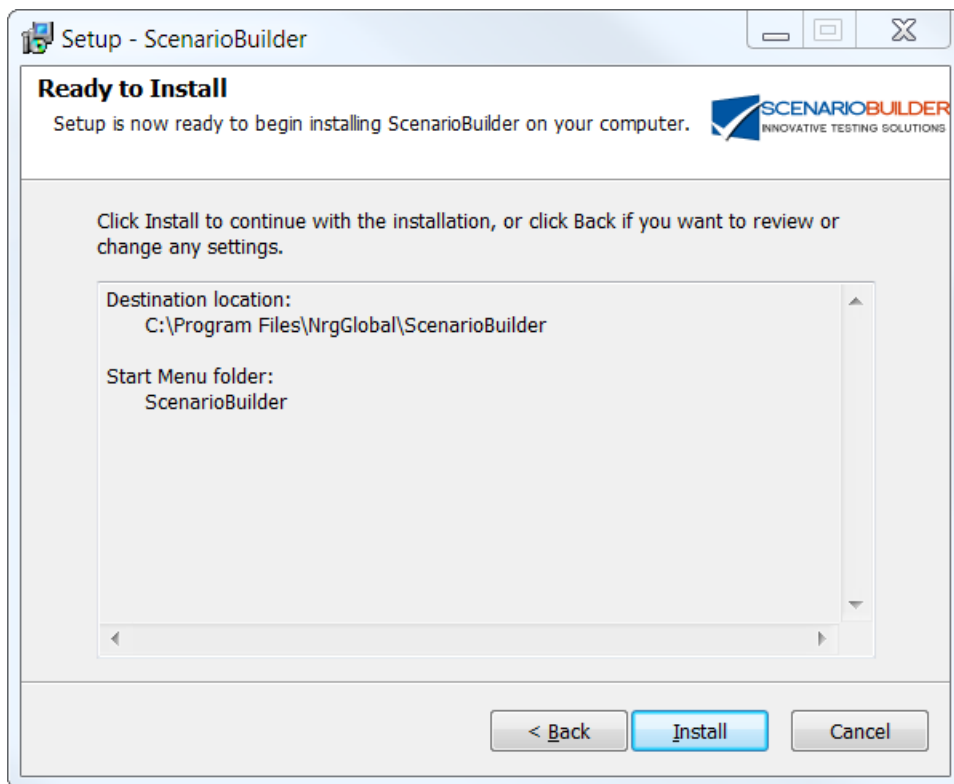 Setup - ScenarioBuilder
Ready to Install
Setup is now ready to begin installing ScenarioBuilder on your computer.
SCENARIOBUILDER
INNOVATIVE TESTING SOLUTIONS
Click Install to continue with the installation, or click Back if you want to review or
change any settings.
Destination location:
C:\Program Files\NrgGlobal\ScenarioBuilder
Start Menu folder:
ScenarioBuilder
< Back
Install
Cancel